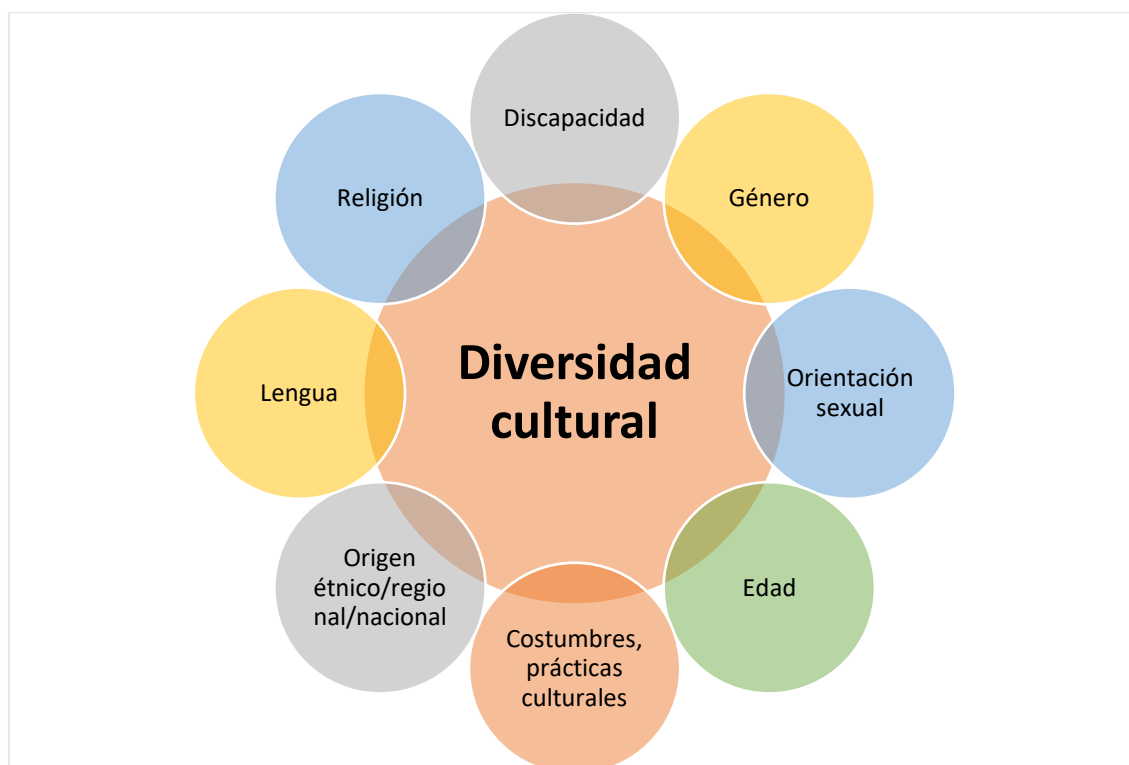 Discapacidad
Género
Orientación
sexual
Edad
Costumbres,
prácticas
culturales
Origen
étnico/regio
nal/nacional
Lengua
Religión
Diversidad
cultural